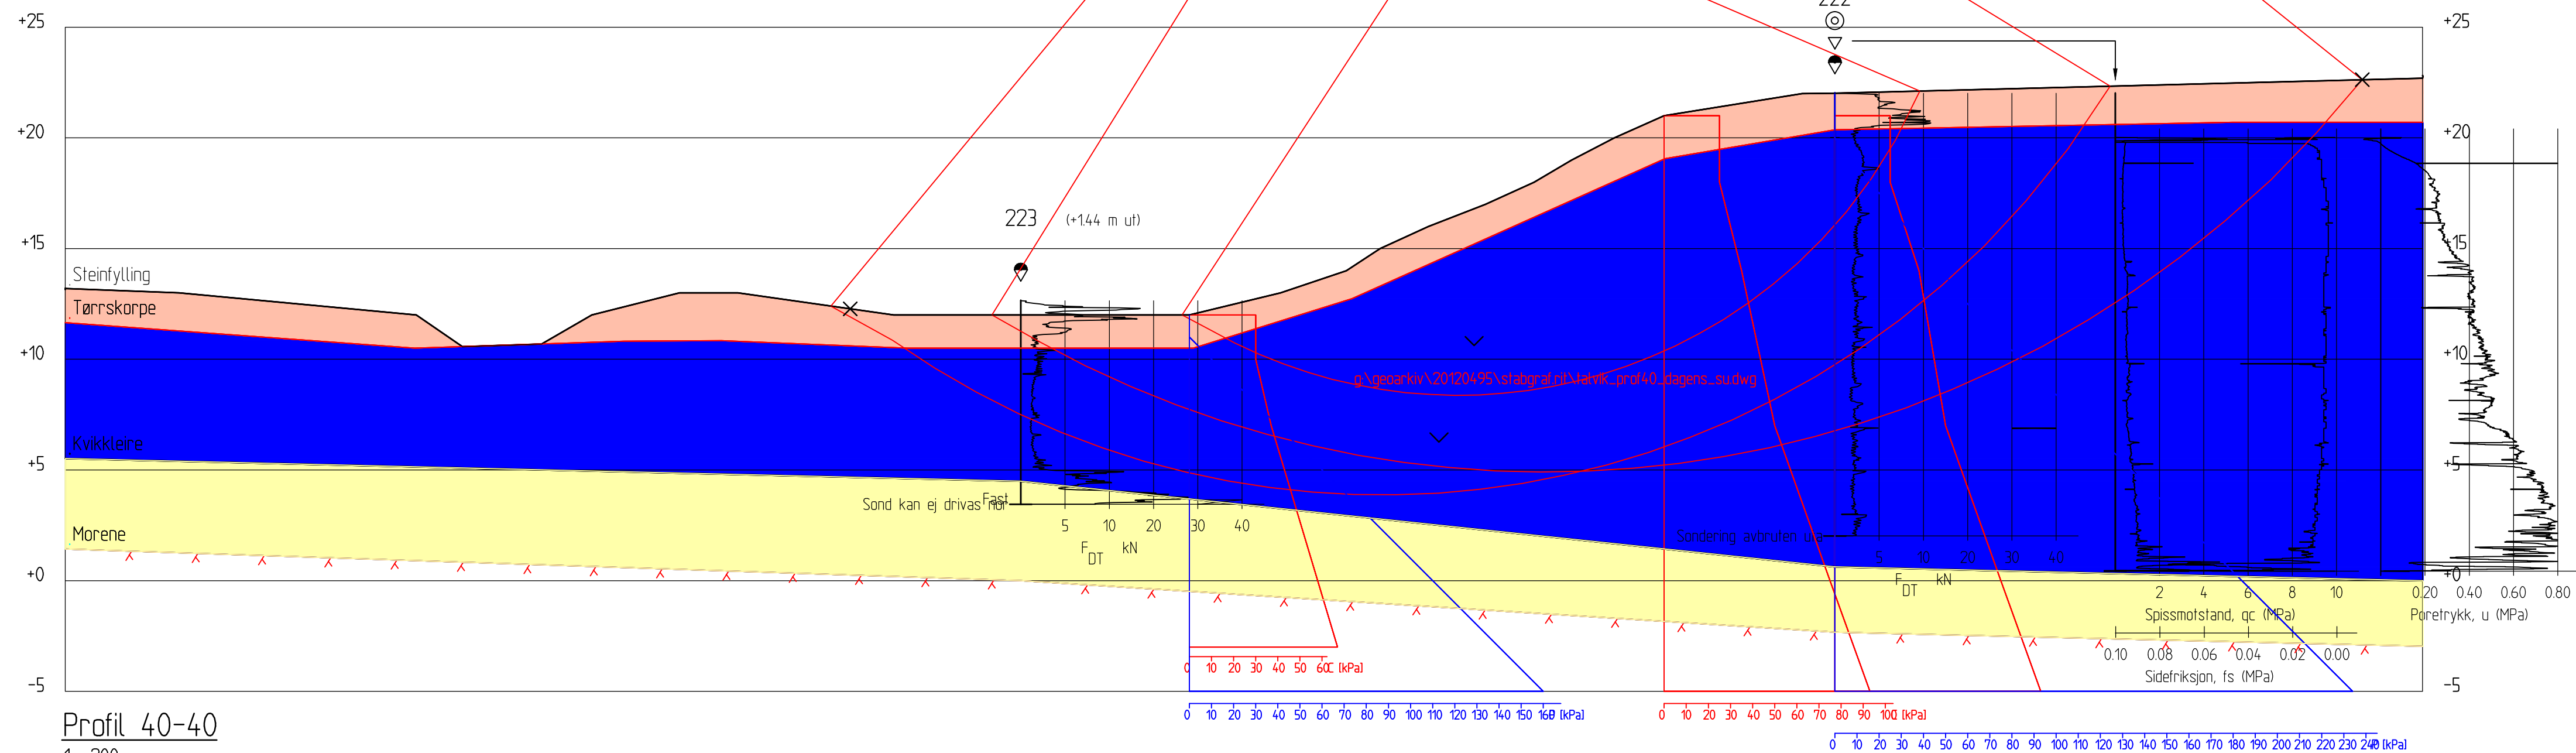 222
+25 +25
+20 +20
223 (+1.44 m ut)
+15 +15
Steinfylling
Tørrskorpe
+10 +10
g:\geoarkiv\20120495\stabgraf.rit\talvik_prof40_dagens_su.dwg
Kvikkleire
+5 +5
Sond kan ej drivas
Fast
5 10 20 30 40
F DT kN
Morene
Sondering avbruten
5 10 20 30 40
F DT kN
+0 +0
2 4 6 8 10
Spissmotstand, qc (MPa)
0.20 0.40 0.60 0.80
Poretrykk, u (MPa)
0.10 0.08 0.06 0.04 0.02 0.00
Sidefriksjon, fs (MPa)
0 10 20 30 40 50 60 C [kPa]
-5 -5
0 10 20 30 40 50 60 70 80 90 100 110 120 130 140 150 160 P [kPa]
0 10 20 30 40 50 60 70 80 90 100 C [kPa]
0 10 20 30 40 50 60 70 80 90 100 110 120 130 140 150 160 170 180 190 200 210 220 230 240 P [kPa]
Profil 40-40